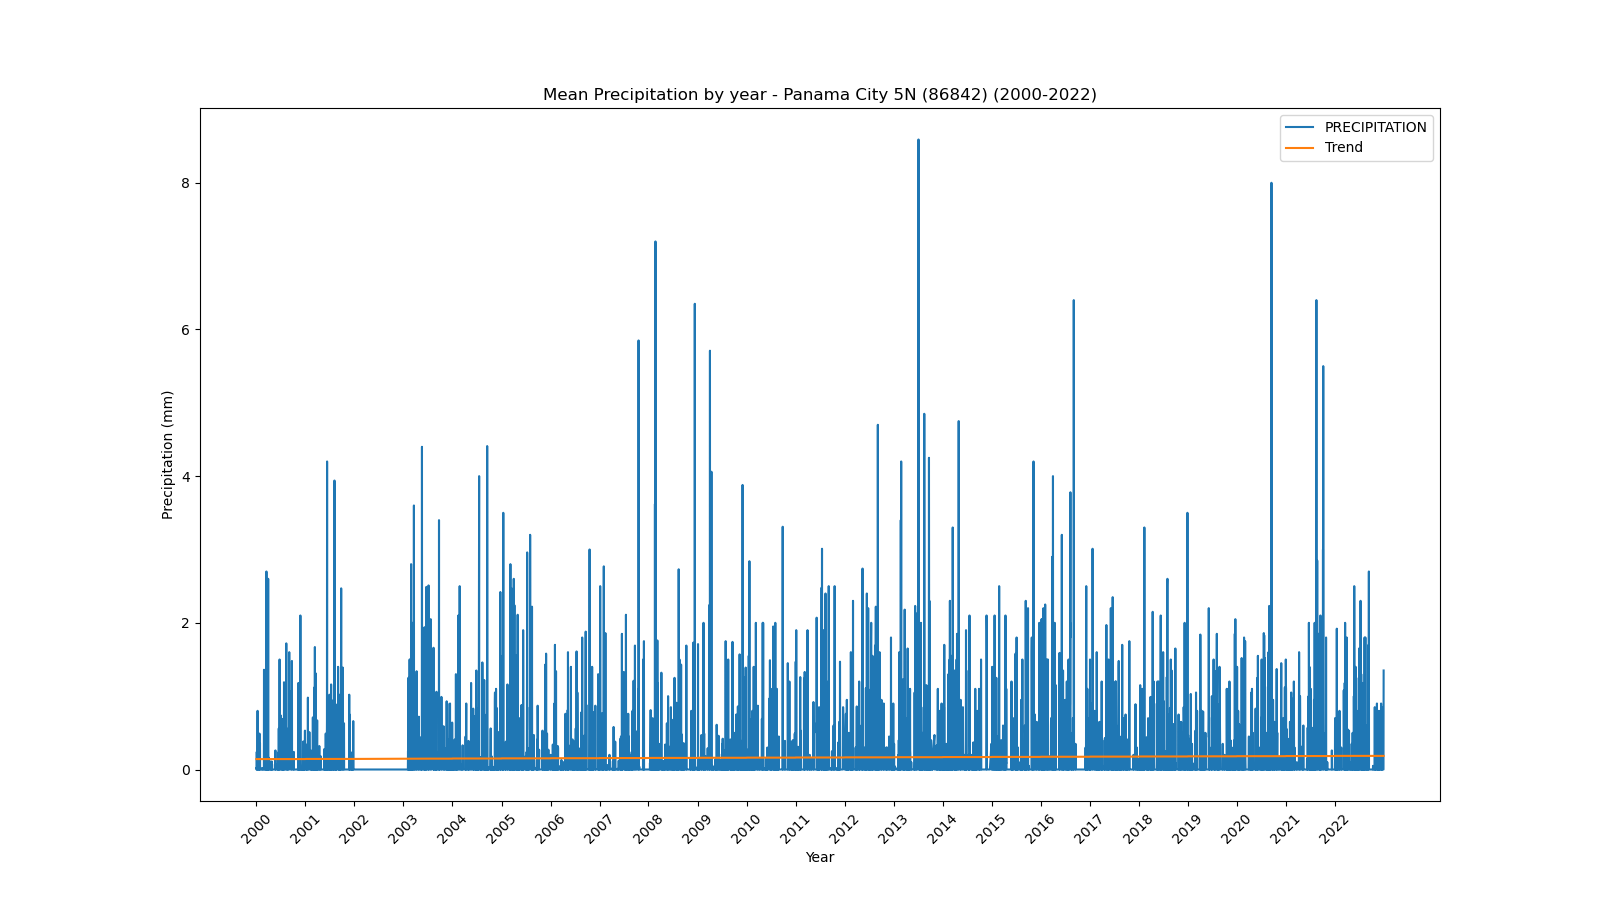 Mean Precipitation by year - Panama City 5N (86842) (2000-2022)
PRECIPITATION
Trend
8
6
4
2
0
Precipitation (mm)
2000 2001 2002 2003 2004 2005 2006 2007 2008 2009 2010 2011 2012 2013 2014 2015 2016 2017 2018 2019 2020 2021 2022
Year